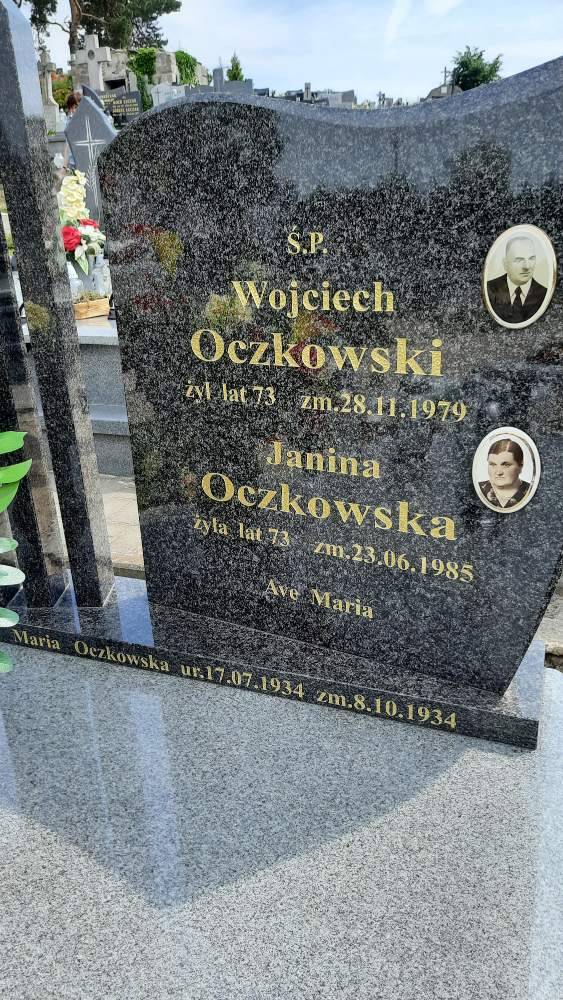 Ś.P.
Wojciech
Oczkowski
żył lat 73 zm.28.11.1979
Janina
Oczkowska
żyła lat 73 zm.23.06.1985
Ave Maria
Maria Oczkowska ur.17.07.1934 zm.8.10.1934